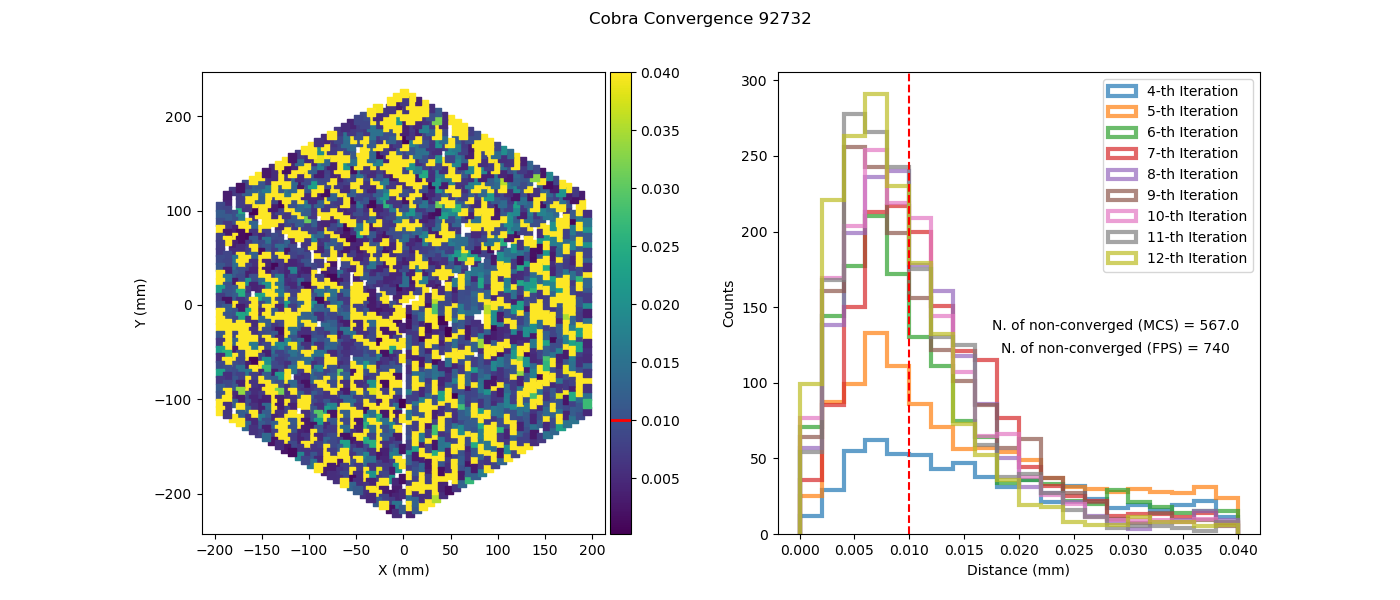 Cobra Convergence 92732
Y (mm)
200
100
0
−100
−200
−200 −150 −100 −50 0 50 100 150 200
X (mm)
0.040
0.035
0.030
0.025
0.020
0.015
0.010
0.005
Counts
300
250
200
150
100
50
0
0.000 0.005 0.010 0.015 0.020 0.025 0.030 0.035 0.040
Distance (mm)
4-th Iteration
5-th Iteration
6-th Iteration
7-th Iteration
8-th Iteration
9-th Iteration
10-th Iteration
11-th Iteration
12-th Iteration
N. of non-converged (MCS) = 567.0
N. of non-converged (FPS) = 740